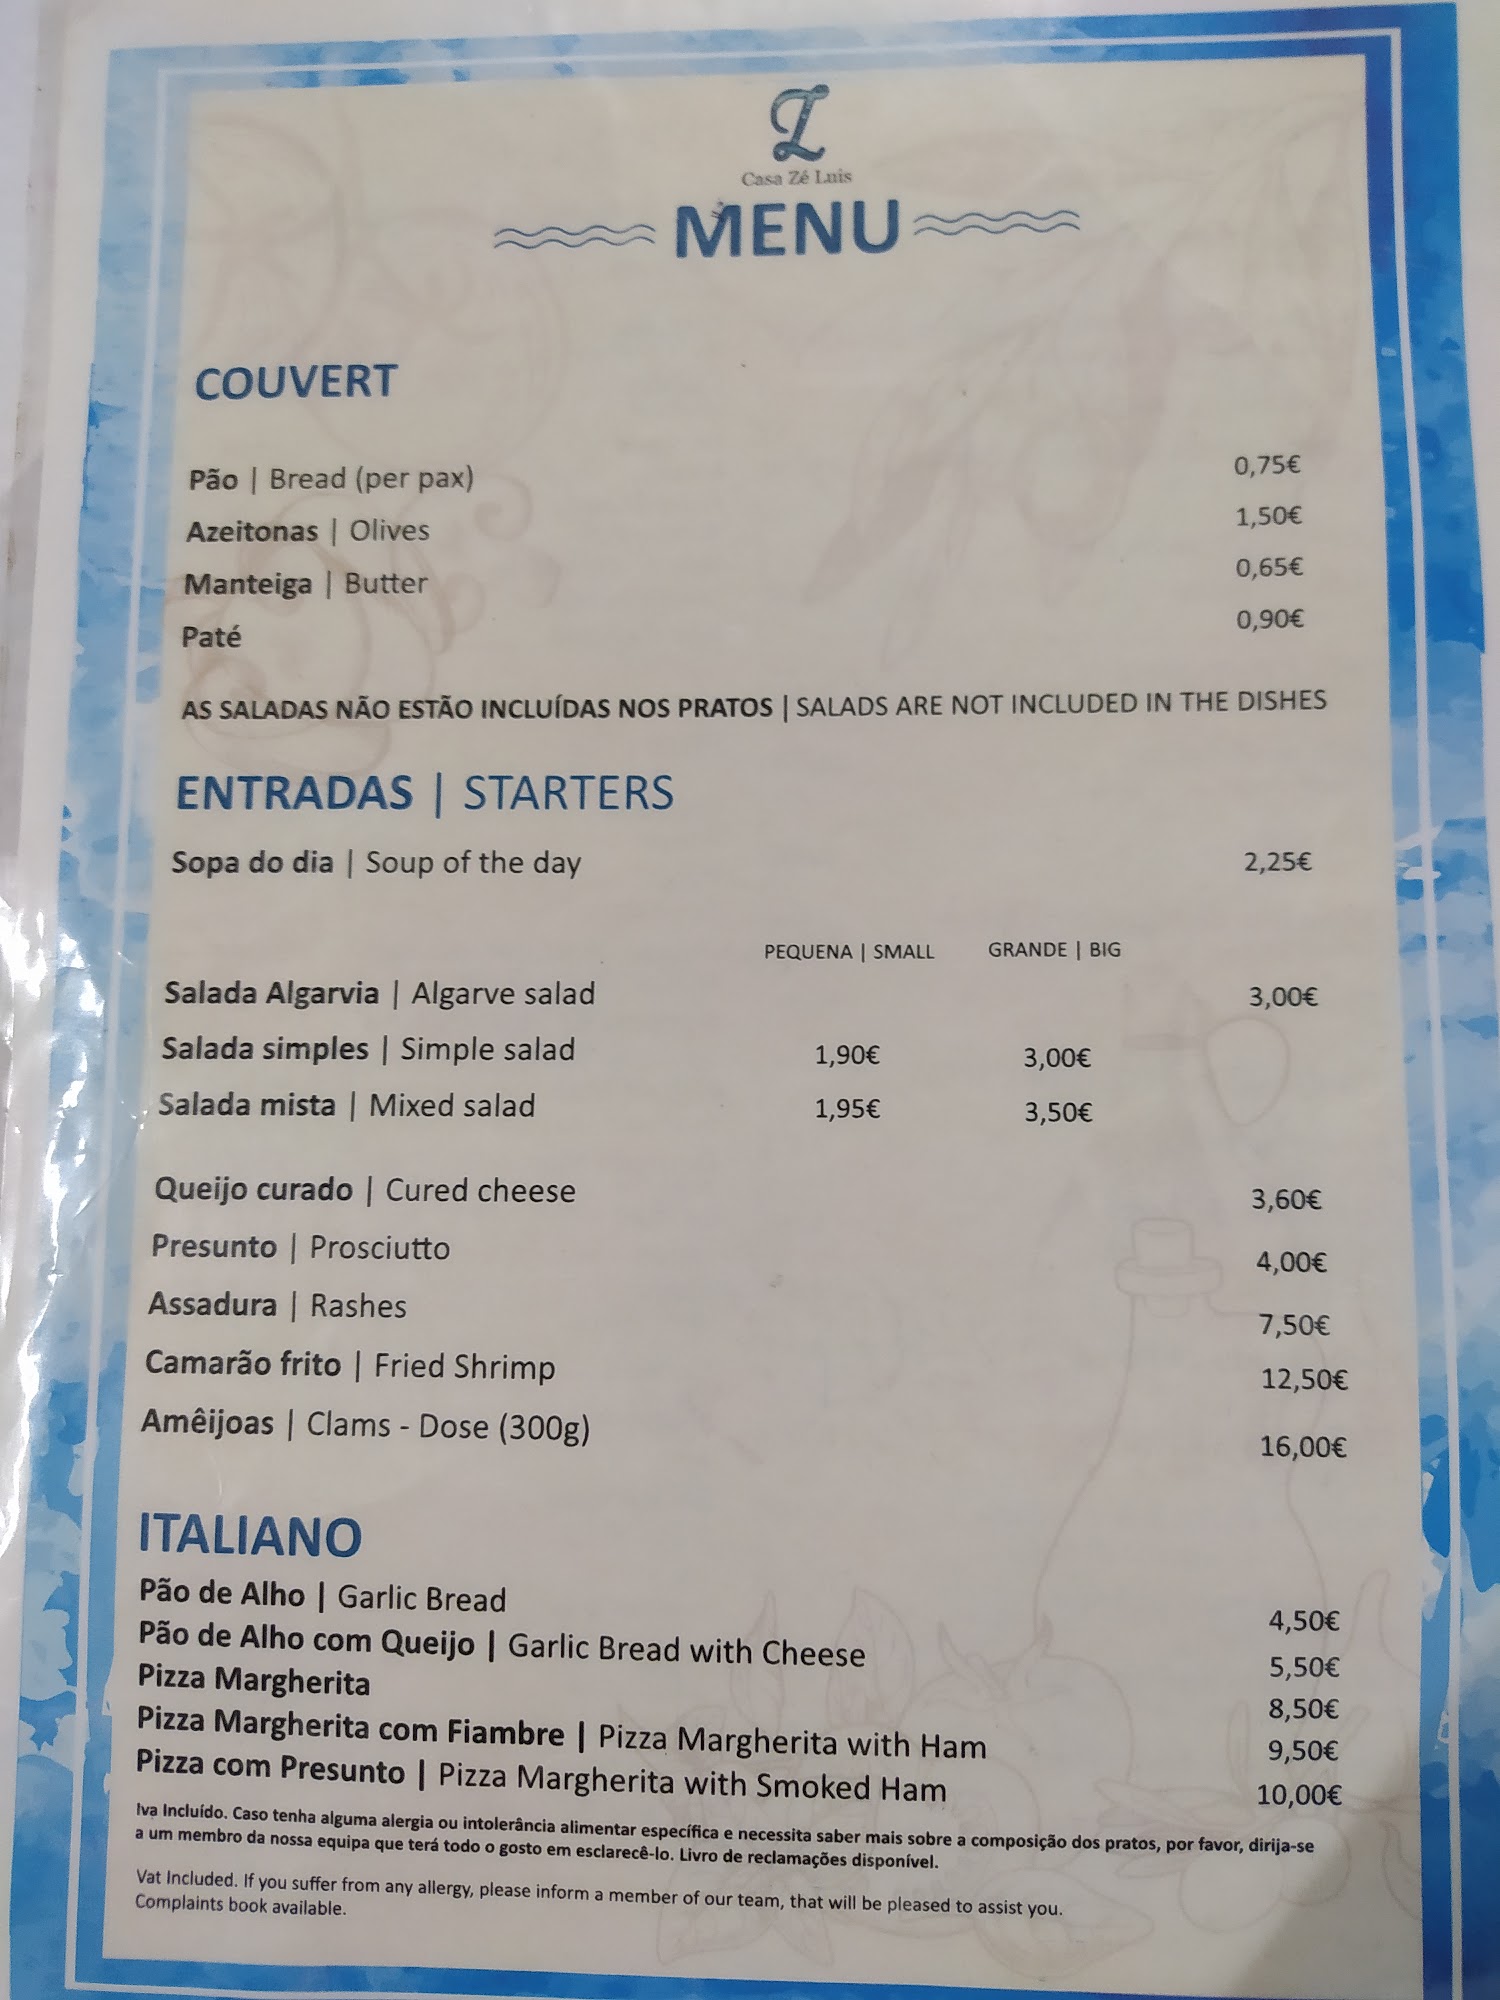 Casa Zé Luis
MENU
COUVERT
Pão | Bread (per pax) 0,75€
Azeitonas | Olives 1,50€
Manteiga | Butter 0,65€
Paté 0,90€
AS SALADAS NÃO ESTÃO INCLUÍDAS NOS PRATOS | SALADS ARE NOT INCLUDED IN THE DISHES
ENTRADAS | STARTERS
Sopa do dia | Soup of the day 2,25€
PEQUENA | SMALL GRANDE | BIG
Salada Algarvia | Algarve salad 3,00€
Salada simples | Simple salad 1,90€ 3,00€
Salada mista | Mixed salad 1,95€ 3,50€
Queijo curado | Cured cheese 3,60€
Presunto | Prosciutto 4,00€
Assadura | Rashes 7,50€
Camarão frito | Fried Shrimp 12,50€
Amêijoas | Clams - Dose (300g) 16,00€
ITALIANO
Pão de Alho | Garlic Bread 4,50€
Pão de Alho com Queijo | Garlic Bread with Cheese 5,50€
Pizza Margherita 8,50€
Pizza Margherita com Fiambre | Pizza Margherita with Ham 9,50€
Pizza com Presunto | Pizza Margherita with Smoked Ham 10,00€
Iva Incluído. Caso tenha alguma alergia ou intolerância alimentar específica e necessita saber mais sobre a composição dos pratos, por favor, dirija-se
a um membro da nossa equipa que terá todo o gosto em esclarecê-lo. Livro de reclamações disponível.
Vat Included. If you suffer from any allergy, please inform a member of our team, that will be pleased to assist you.
Complaints book available.